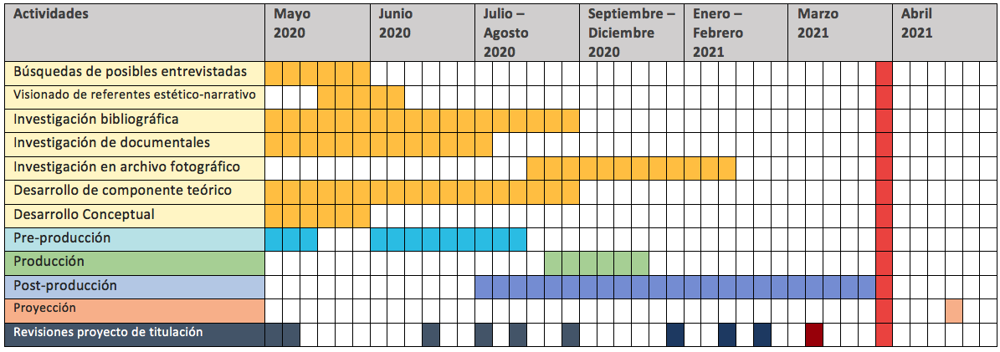 Actividades
Mayo
2020
Junio
2020
Julio –
Agosto
2020
Septiembre –
Diciembre
2020
Enero –
Febrero
2021
Marzo
2021
Abril
2021
Búsquedas de posibles entrevistadas
Visionado de referentes estético-narrativo
Investigación bibliográfica
Investigación de documentales
Investigación en archivo fotográfico
Desarrollo de componente teórico
Desarrollo Conceptual
Pre-producción
Producción
Post-producción
Proyección
Revisiones proyecto de titulación